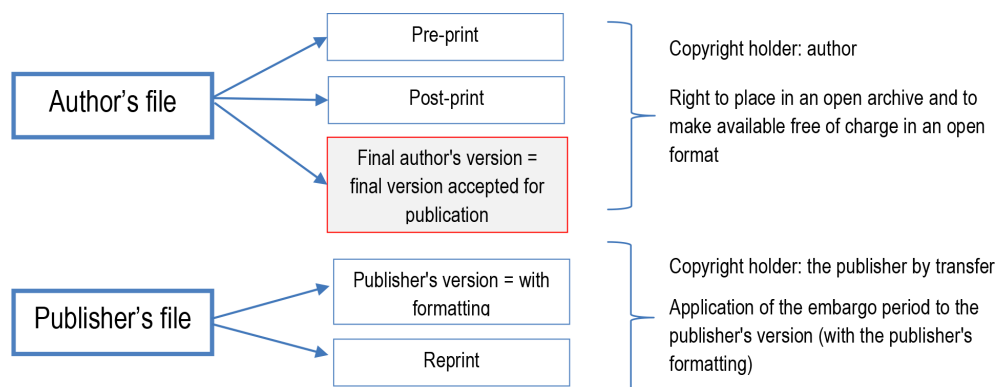 Author's file
Pre-print
Post-print
Final author's version =
final version accepted for
publication
Copyright holder: author
Right to place in an open archive and to
make available free of charge in an open
format
Publisher's file
Publisher's version = with
formatting
Reprint
Copyright holder: the publisher by transfer
Application of the embargo period to the
publisher's version (with the publisher's
formatting)